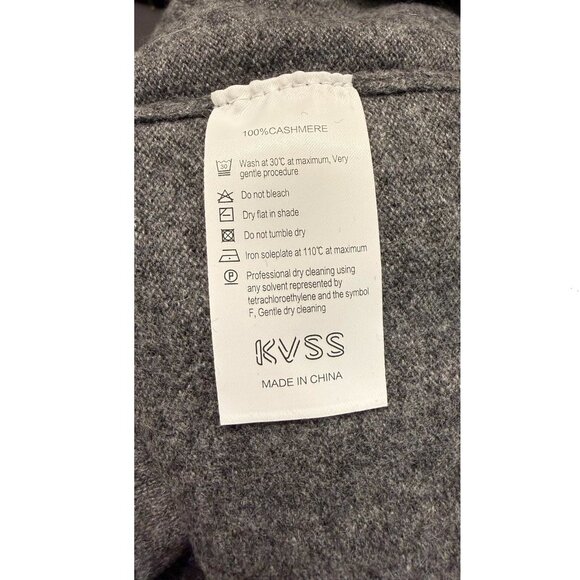 100%CASHMERE
30
Wash at 30℃ at maximum, Very
gentle procedure
Do not bleach
Dry flat in shade
Do not tumble dry
Iron soleplate at 110℃ at maximum
P
Professional dry cleaning using
any solvent represented by
tetrachloroethylene and the symbol
F, Gentle dry cleaning
KVSS
MADE IN CHINA